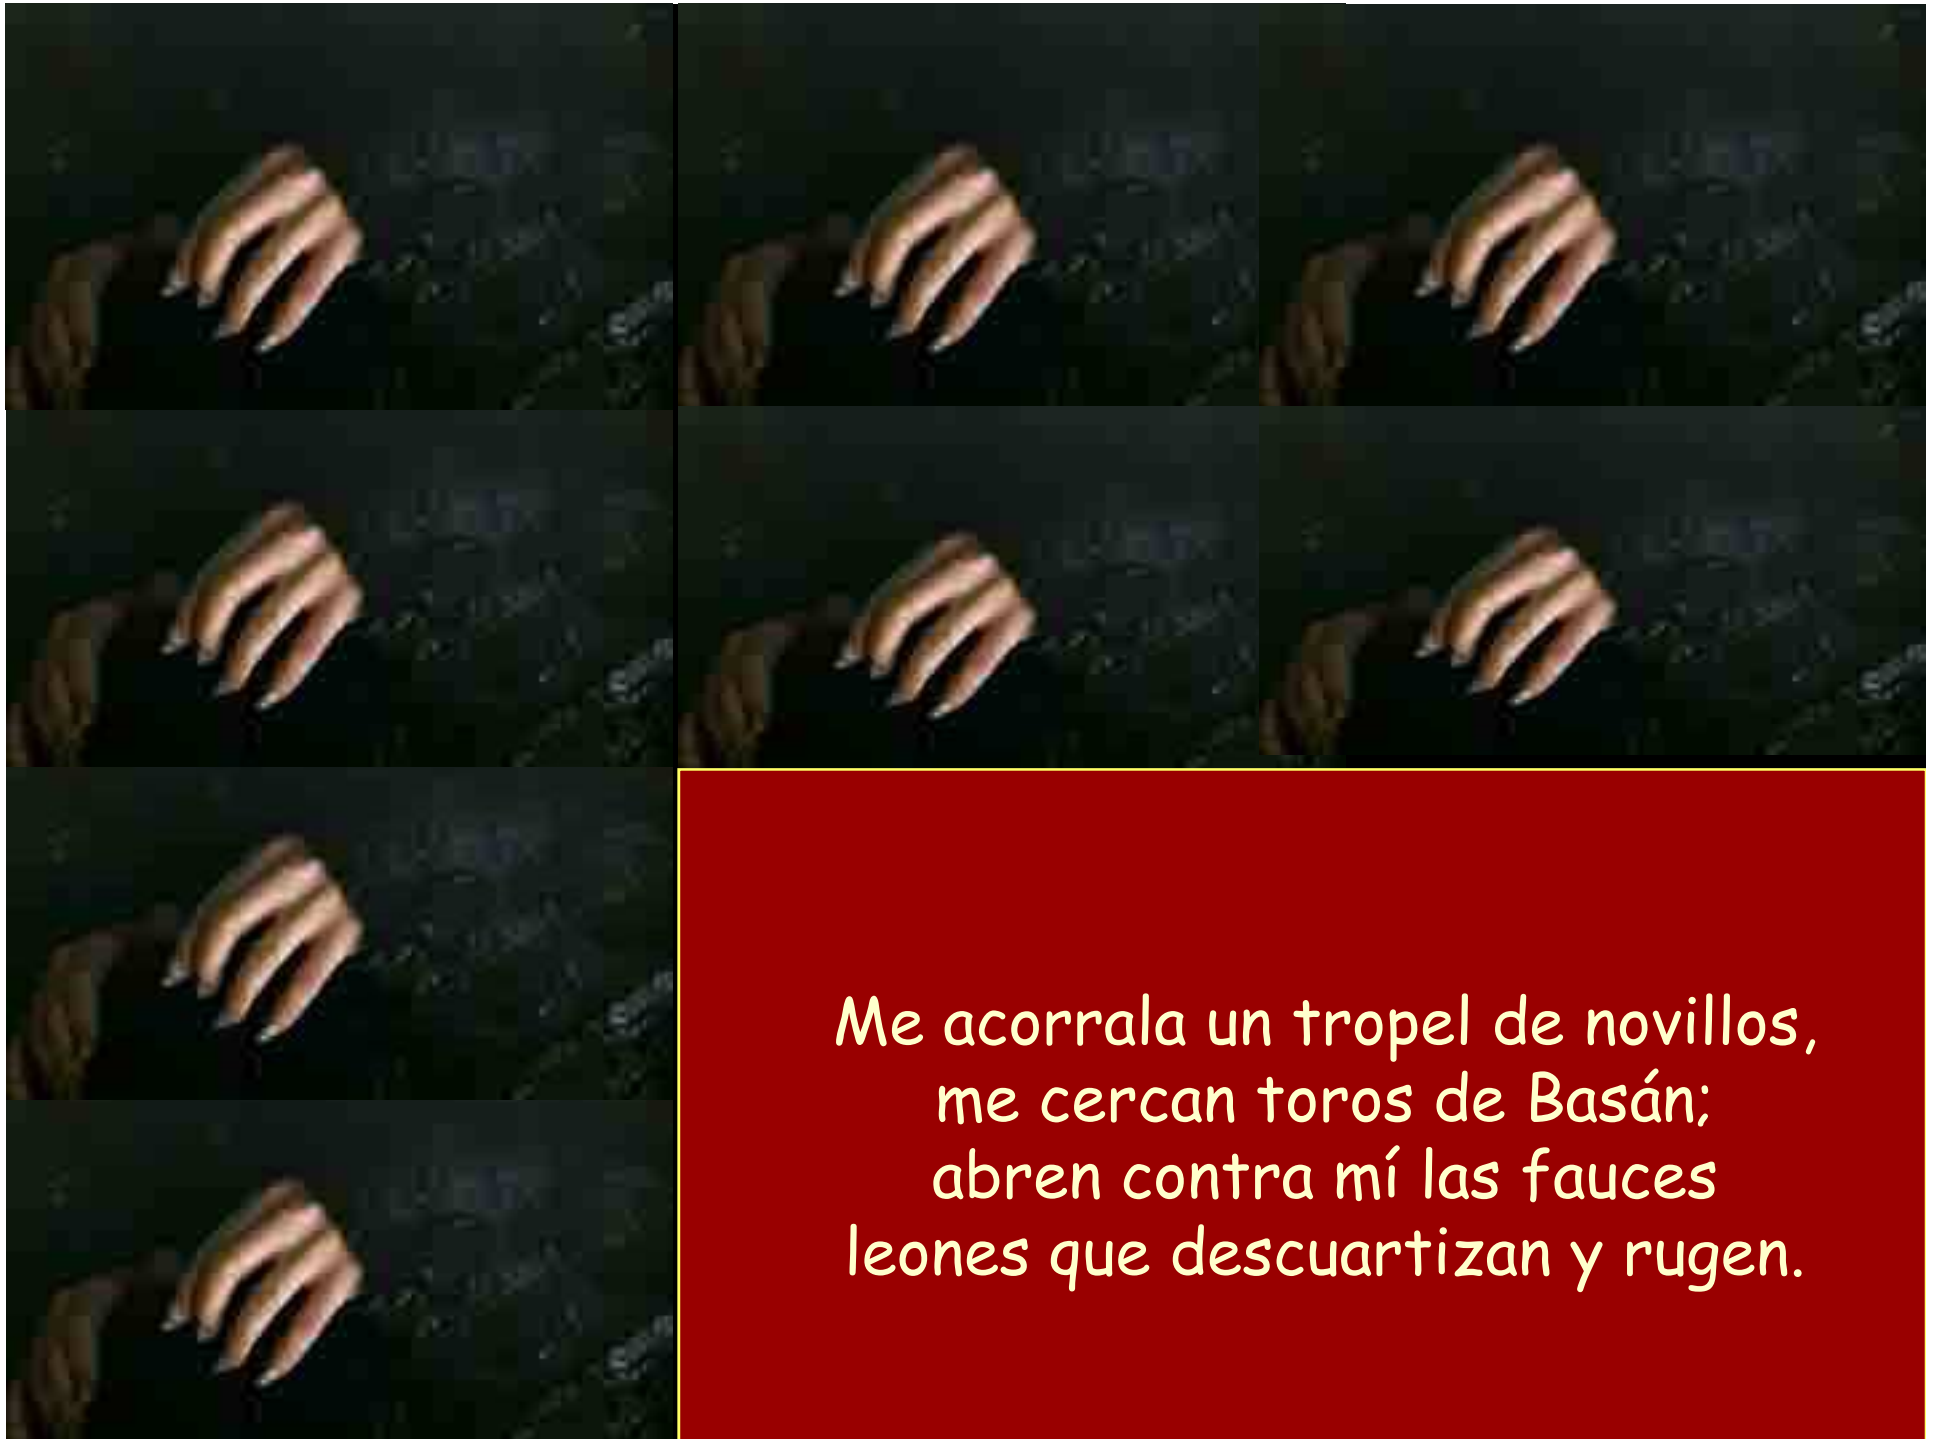 Me acorrala un tropel de novillos,
me cercan toros de Basán;
abren contra mí las fauces
leones que descuartizan y rugen.